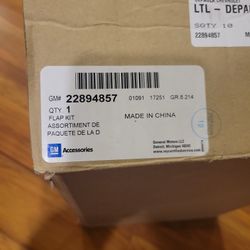 LTL - DEPA
SQTY 10
22894857
GM# 22894857 01091 17251 GR.8.214
QTY. 1
FLAP KIT MADE IN CHINA
ASSORTIMENT DE
PAQUETE DE LA D
GM Accessories
General Motors LLC
Detroit, Michigan 48265